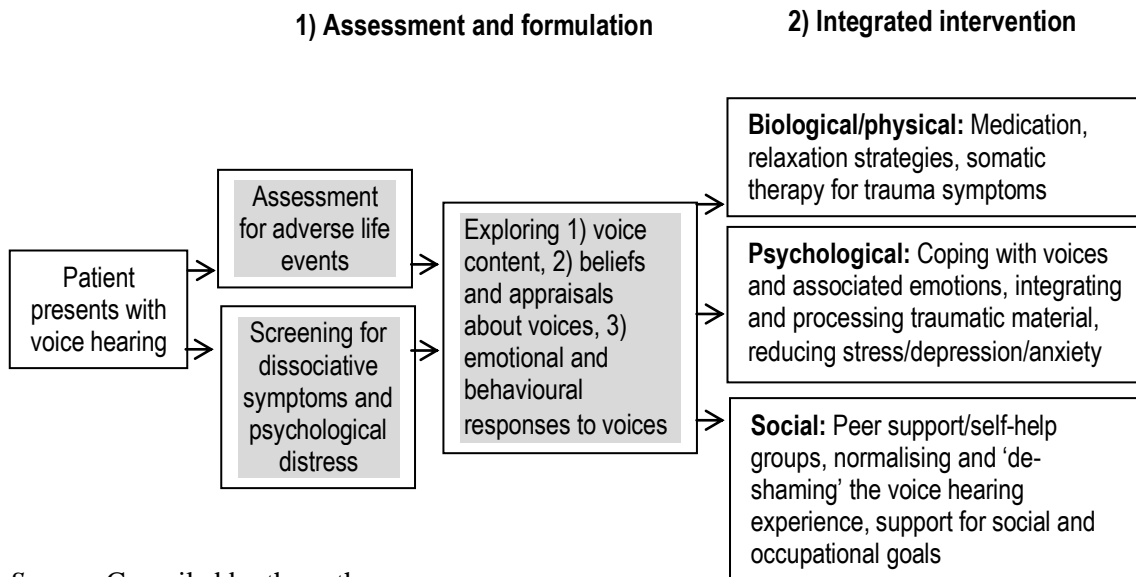 1) Assessment and formulation
2) Integrated intervention
Patient
presents with
voice hearing
Assessment
for adverse life
events
Screening for
dissociative
symptoms and
psychological
distress
Exploring 1) voice
content, 2) beliefs
and appraisals
about voices, 3)
emotional and
behavioural
responses to voices
Biological/physical: Medication,
relaxation strategies, somatic
therapy for trauma symptoms
Psychological: Coping with voices
and associated emotions, integrating
and processing traumatic material,
reducing stress/depression/anxiety
Social: Peer support/self-help
groups, normalising and ‘de-
shaming’ the voice hearing
experience, support for social and
occupational goals